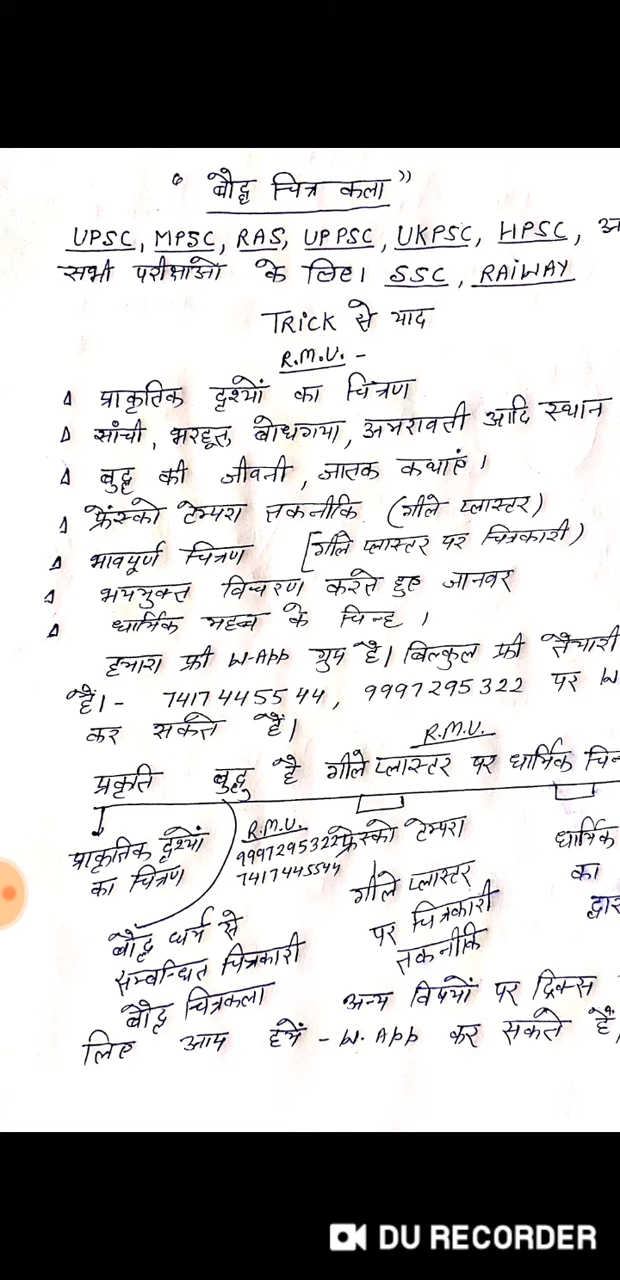 “ बौद्ध चित्र कला ”
UPSC, MPSC, RAS, UPPSC, UKPSC, HPSC, अ
सभी परीक्षाओं के लिए। SSC, RAiWAY
TRiCK से याद
R.M.U. -
प्राकृतिक दृश्यों का चित्रण
सांची, भरहूत, बोधगया, अमरावती आदि स्थान
बुद्ध की जीवनी, जातक कथाएं।
फ्रेस्को टेम्परा तकनीकि (गीले प्लास्टर)
भावपूर्ण चित्रण [गीले प्लास्टर पर चित्रकारी)
भयमुक्त विचरण करते हुए जानवर
धार्मिक महत्व के चिन्ह।
हमारा फ्री W-App ग्रुप है। बिल्कुल फ्री तैयारी
है।- 7417445544, 9997295322 पर W
कर सकते हैं।
R.M.U.
प्रकृति बुद्ध है गीले प्लास्टर पर धार्मिक चिन
प्राकृतिक दृश्यों
का चित्रण
R.M.U.
9997295322
7417445544
फ्रेस्को टेम्परा
गीले प्लास्टर
पर चित्रकारी
तकनीकि
धार्मिक
का
द्वार
बौद्ध धर्म से
सम्बन्धित चित्रकारी
बौद्ध चित्रकला
अन्य विषयों पर ट्रिक्स
लिए आप हमें - W.App कर सकते हैं।
DU RECORDER